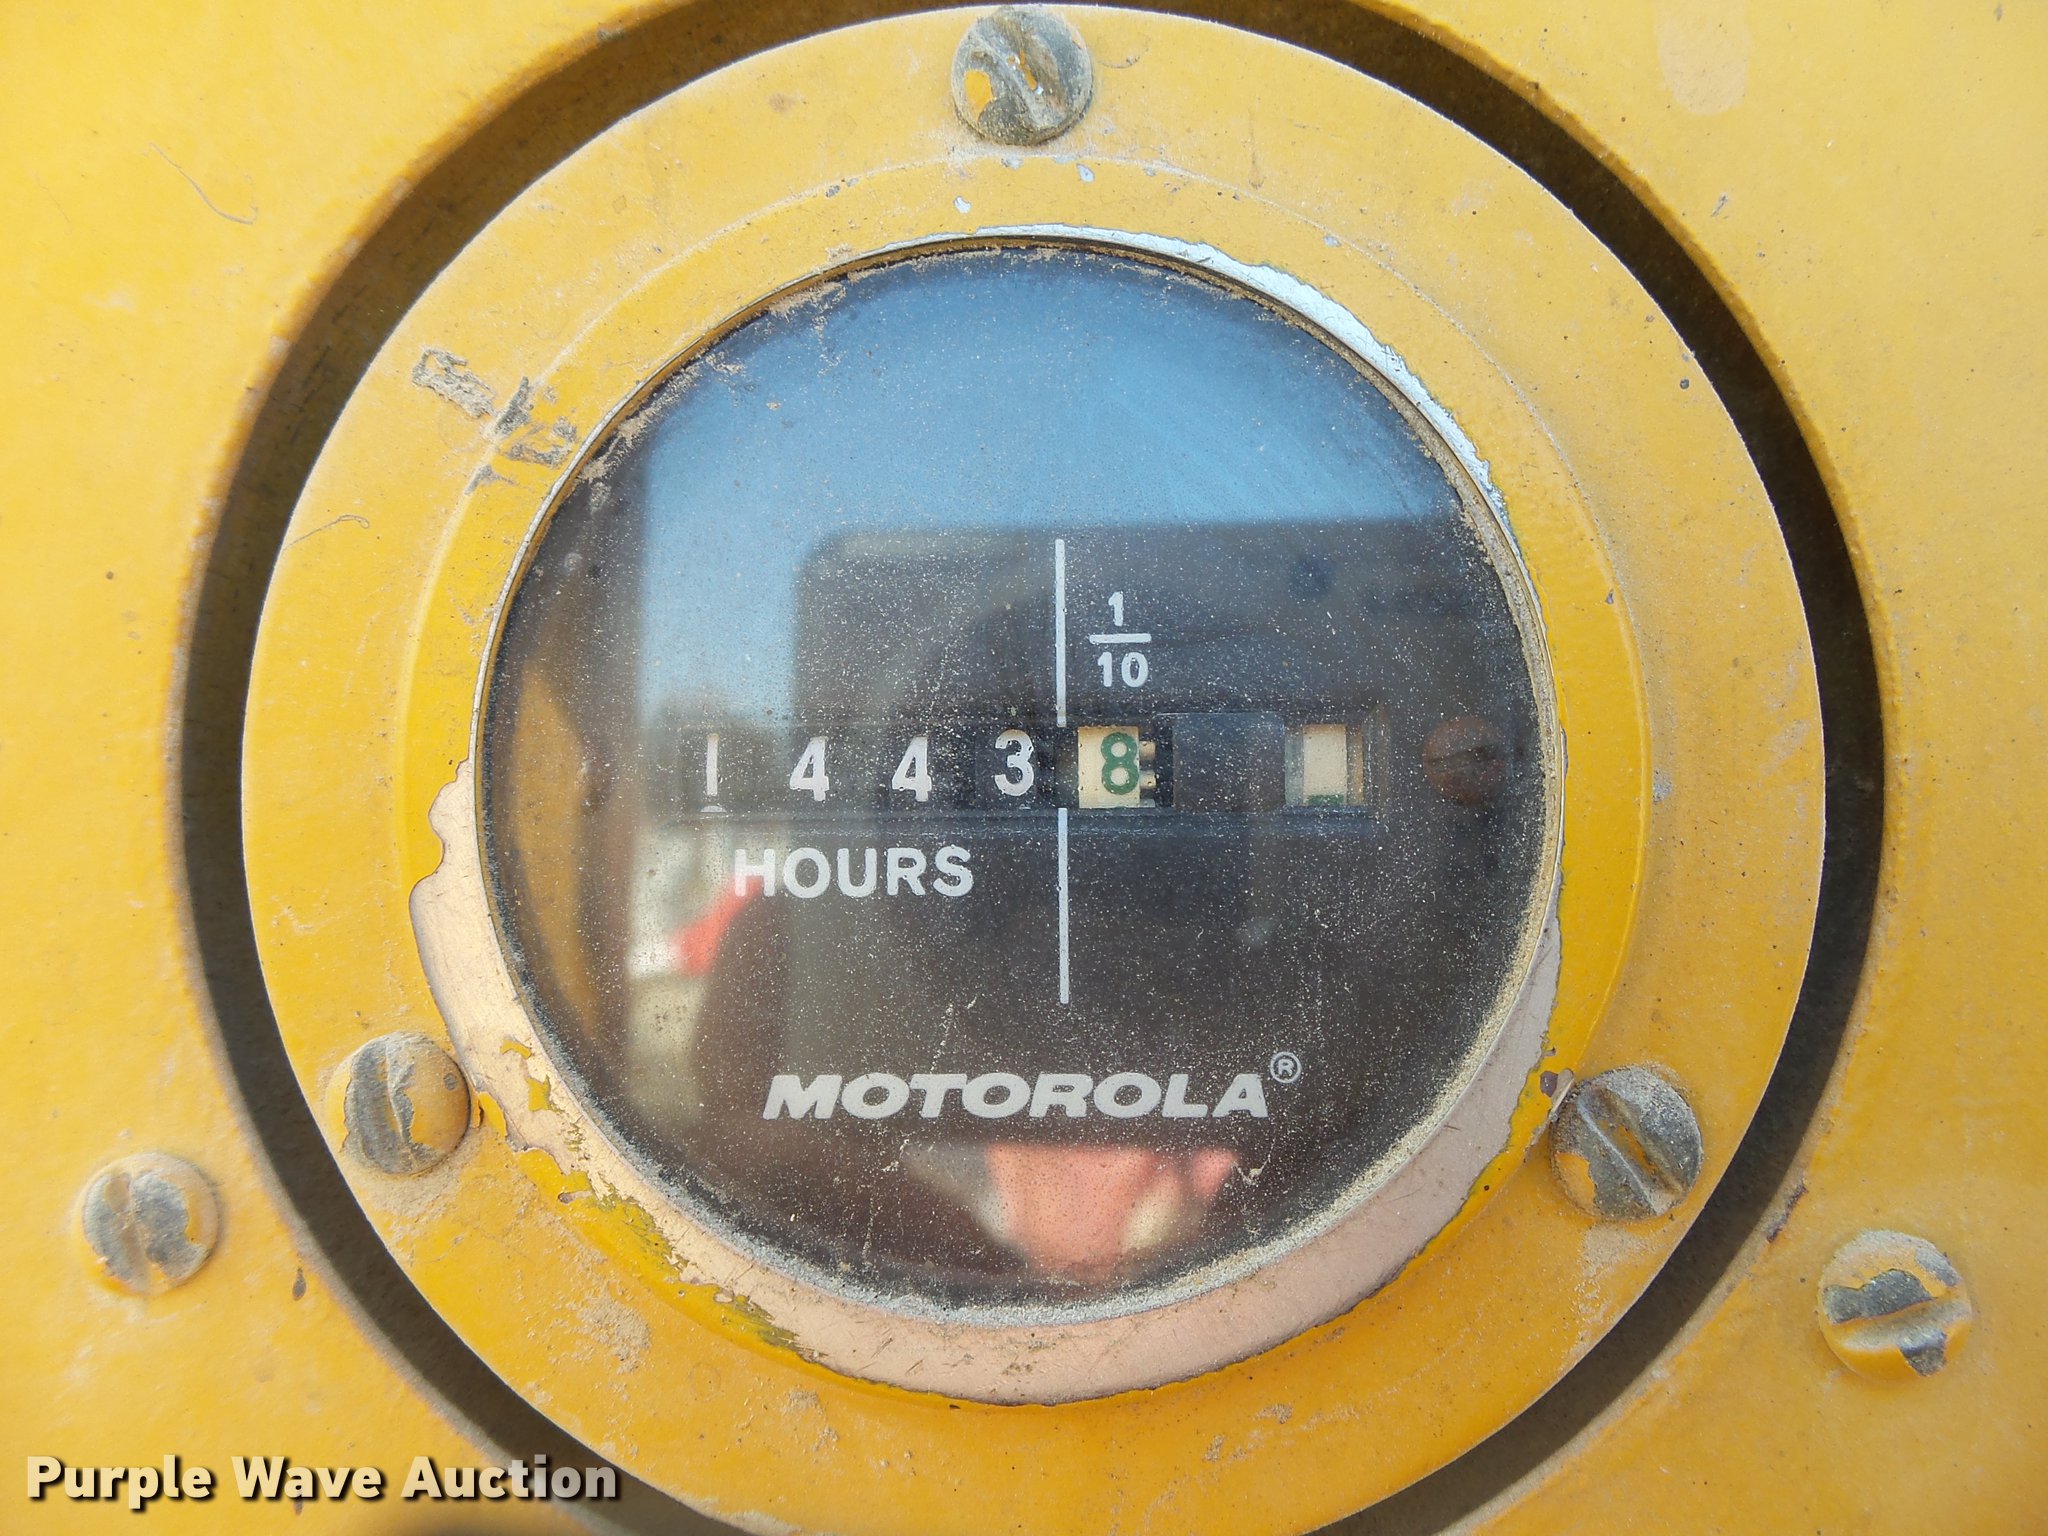 1
10
1 4 4 3 8
HOURS
MOTOROLA®
Purple Wave Auction